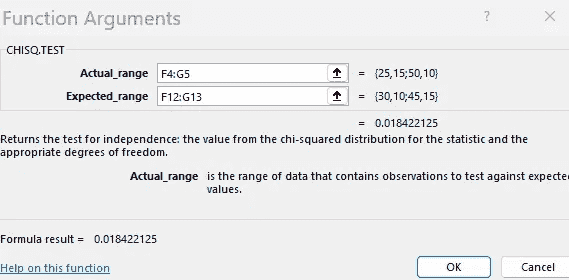 Function Arguments ? ×
CHISQ.TEST
Actual_range F4:G5 = {25,15;50,10}
Expected_range F12:G13 = {30,10;45,15}
= 0.018422125
Returns the test for independence: the value from the chi-squared distribution for the statistic and the
appropriate degrees of freedom.
Actual_range is the range of data that contains observations to test against expected
values.
Formula result = 0.018422125
Help on this function OK Cancel